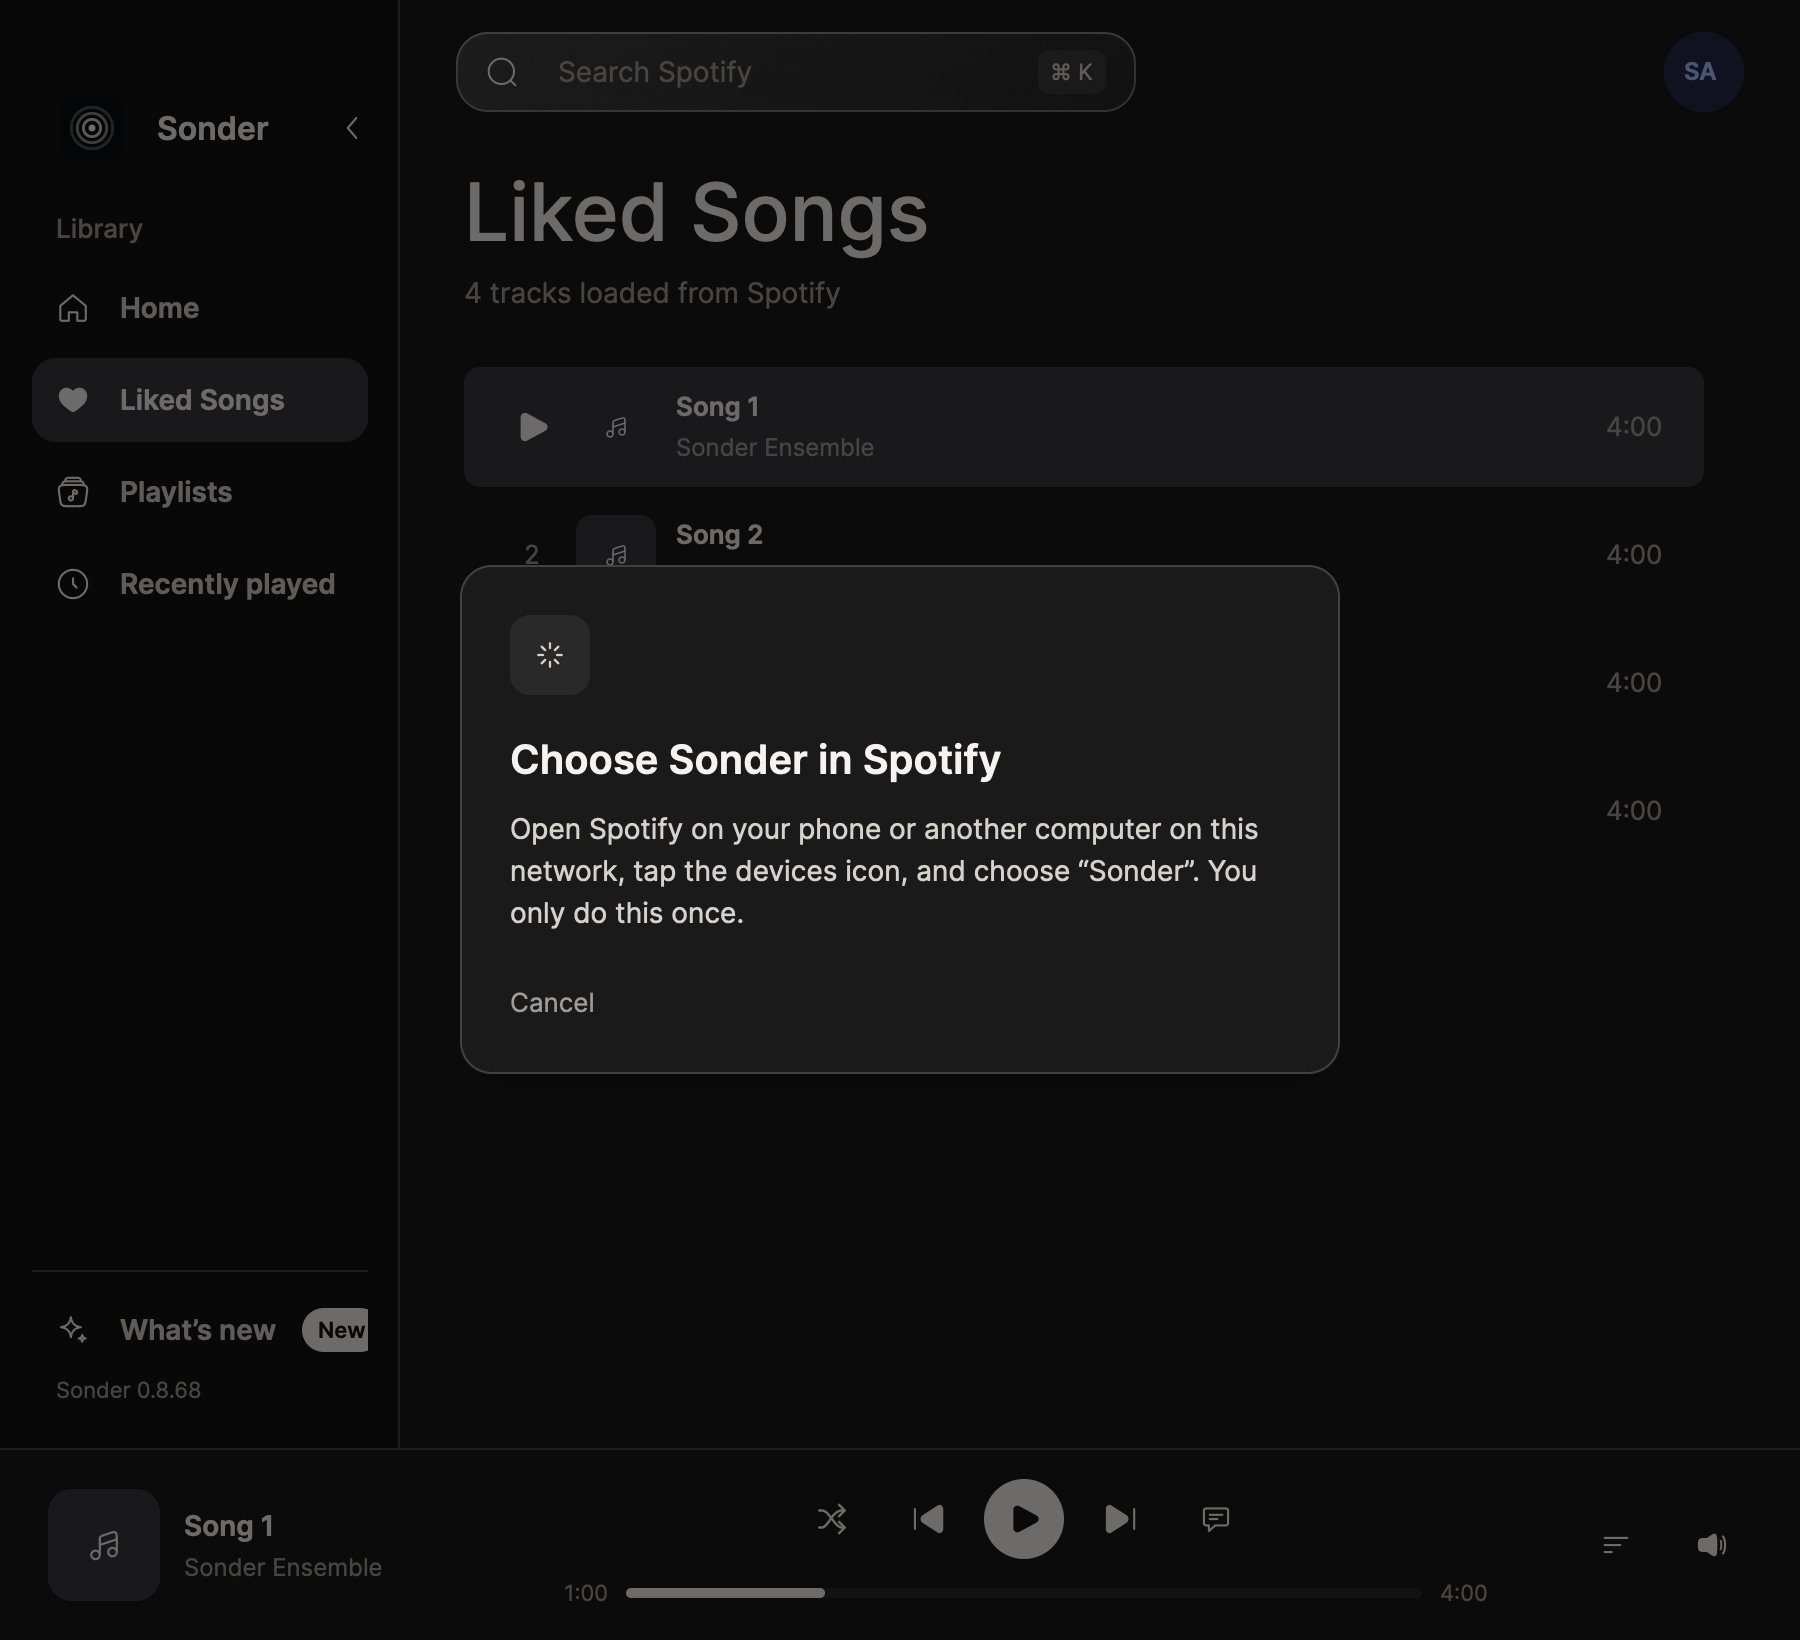 Search Spotify
⌘ K
SA
Sonder
Library
Home
Liked Songs
Playlists
Recently played
What’s new
New
Sonder 0.8.68
Liked Songs
4 tracks loaded from Spotify
Song 1
Sonder Ensemble
4:00
2
Song 2
4:00
4:00
4:00
Choose Sonder in Spotify
Open Spotify on your phone or another computer on this
network, tap the devices icon, and choose “Sonder”. You
only do this once.
Cancel
Song 1
Sonder Ensemble
1:00
4:00